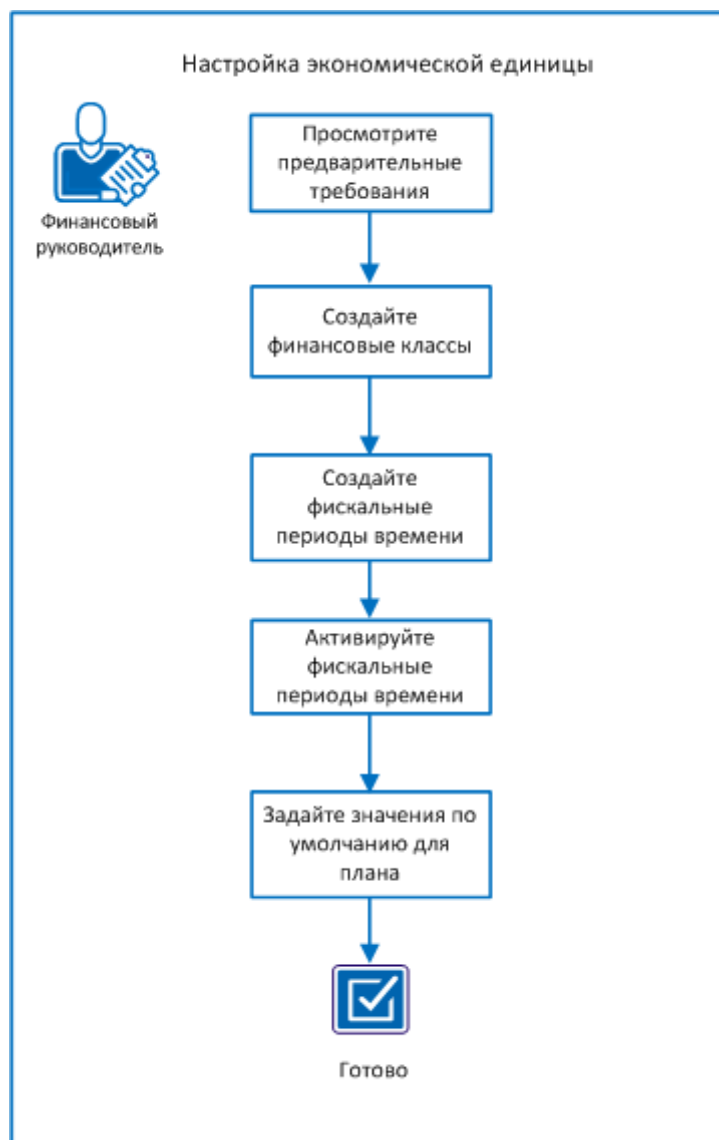 Настройка экономической единицы
Финансовый
руководитель
Просмотрите
предварительные
требования
Создайте
финансовые классы
Создайте
фискальные
периоды времени
Активируйте
фискальные
периоды времени
Задайте значения по
умолчанию для
плана
Готово